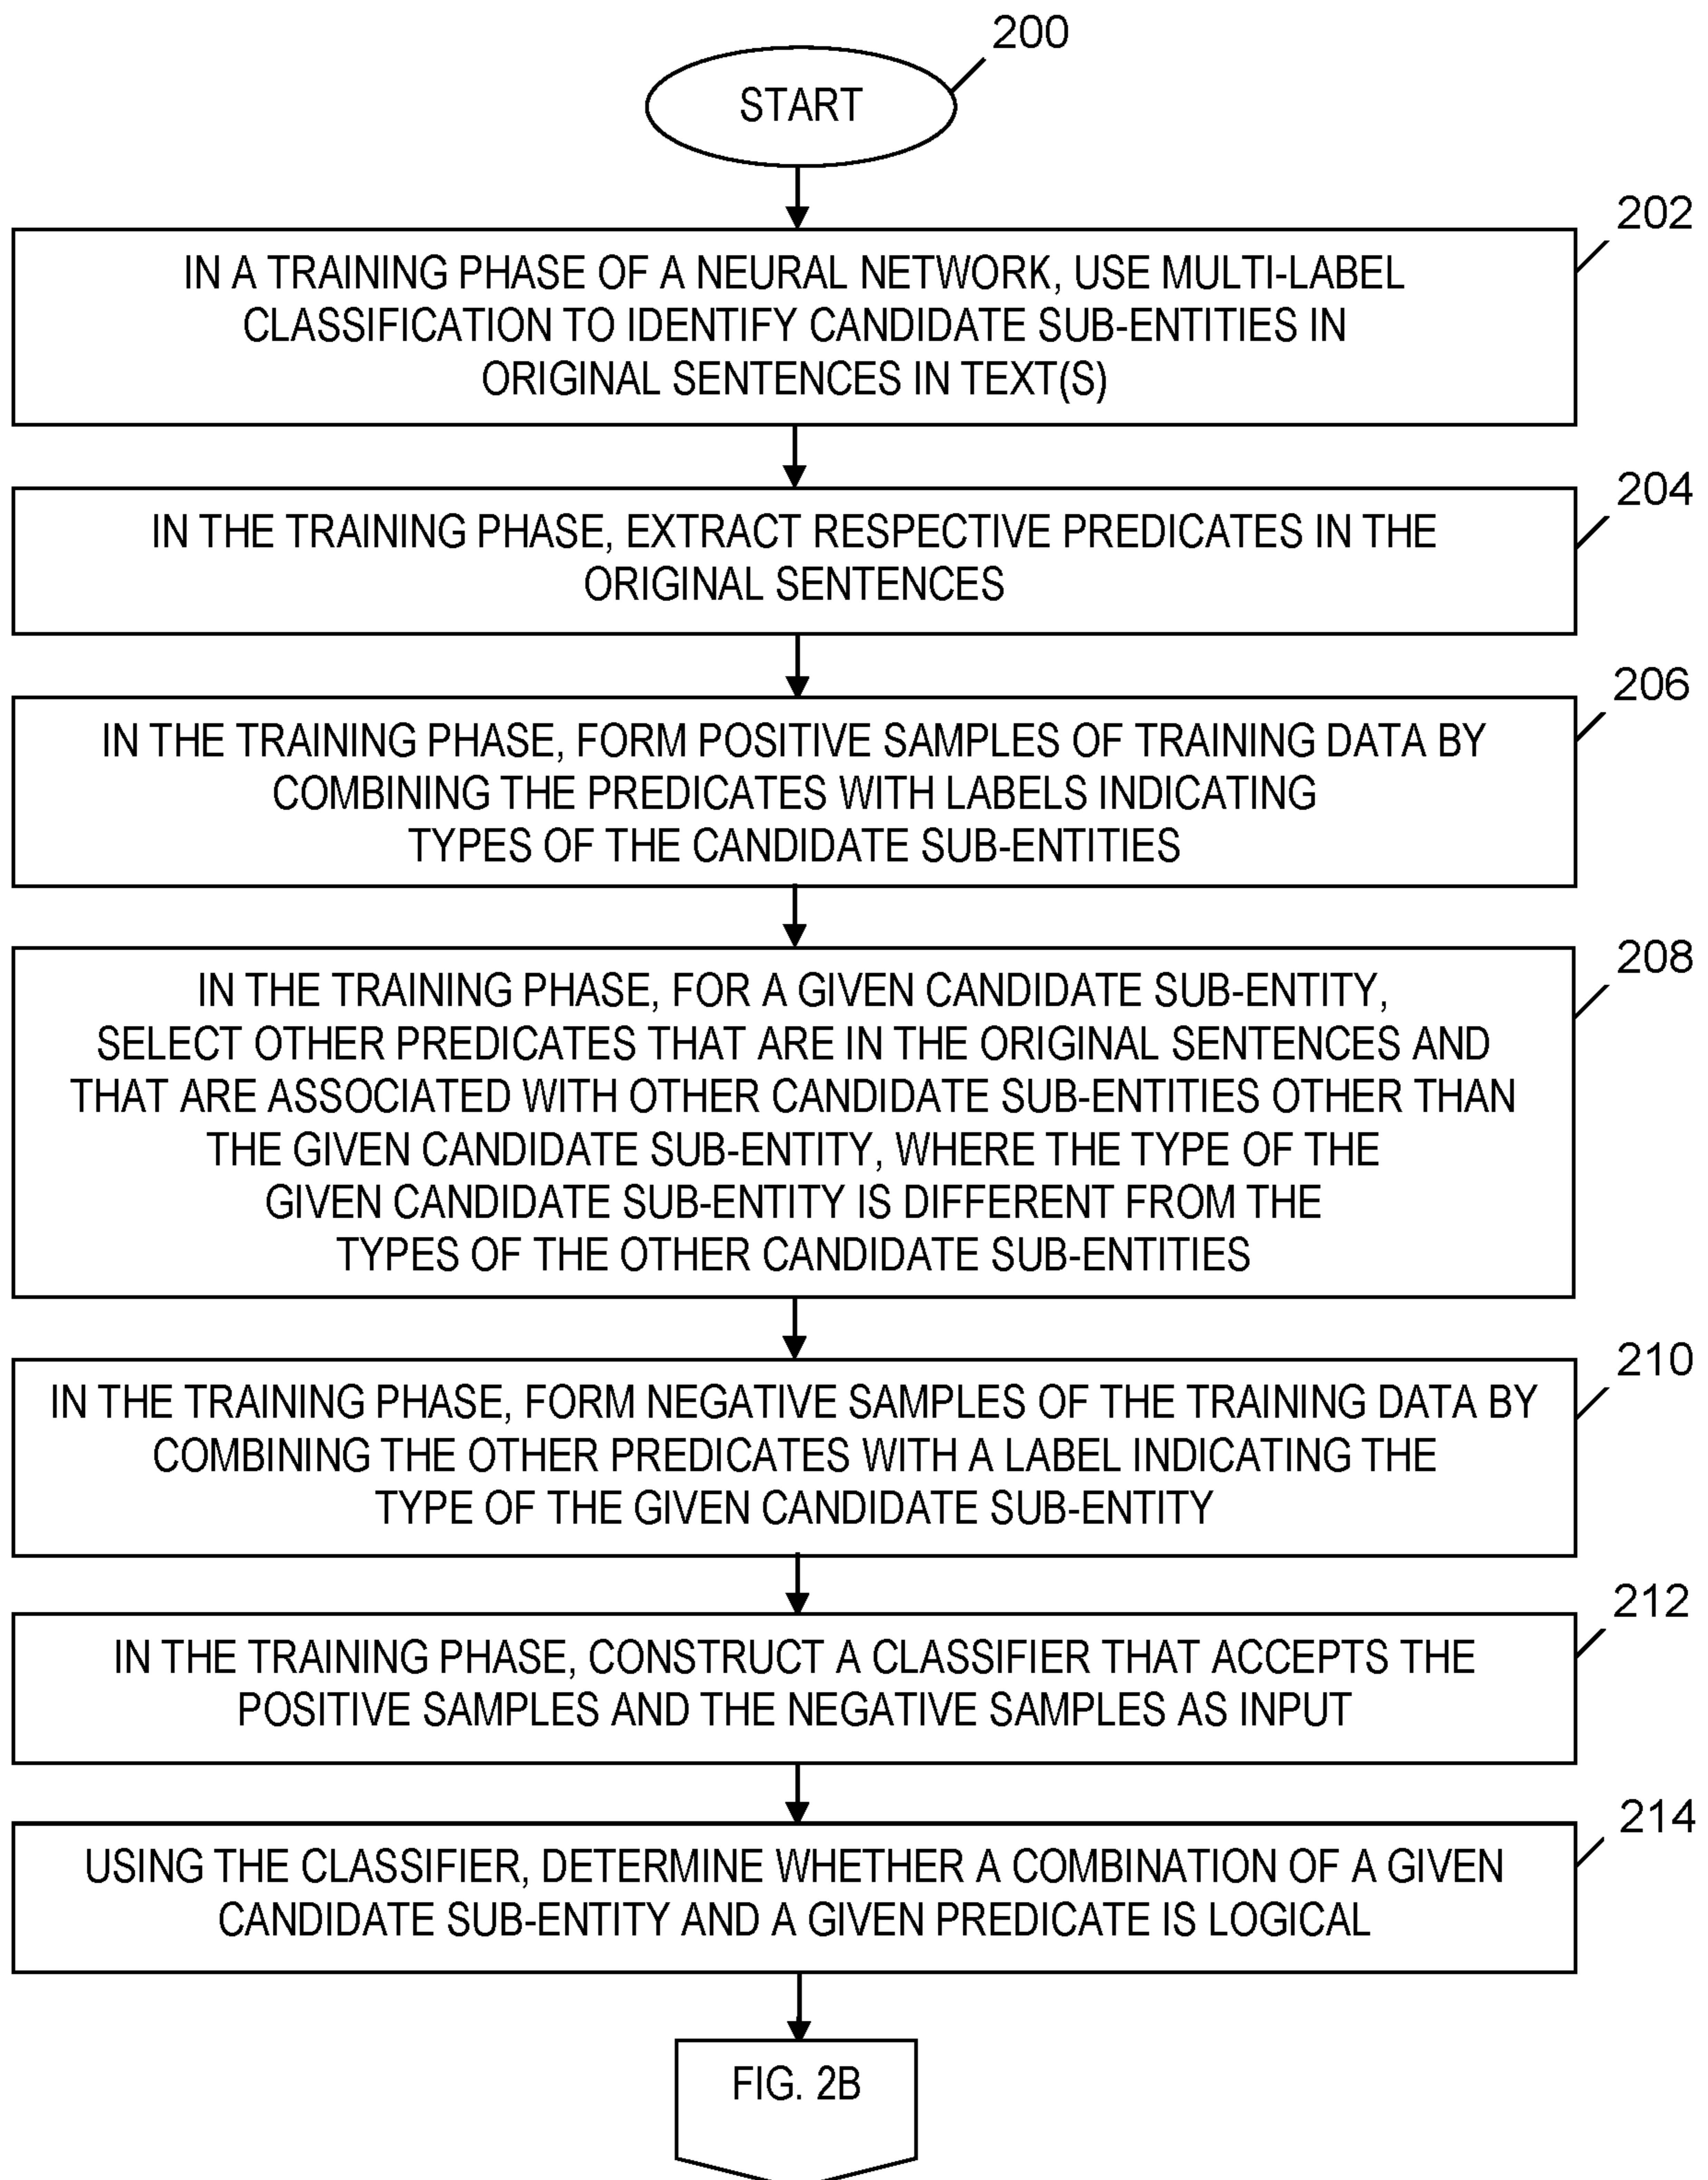 200
START
202
IN A TRAINING PHASE OF A NEURAL NETWORK, USE MULTI-LABEL
CLASSIFICATION TO IDENTIFY CANDIDATE SUB-ENTITIES IN
ORIGINAL SENTENCES IN TEXT(S)
204
IN THE TRAINING PHASE, EXTRACT RESPECTIVE PREDICATES IN THE
ORIGINAL SENTENCES
206
IN THE TRAINING PHASE, FORM POSITIVE SAMPLES OF TRAINING DATA BY
COMBINING THE PREDICATES WITH LABELS INDICATING
TYPES OF THE CANDIDATE SUB-ENTITIES
208
IN THE TRAINING PHASE, FOR A GIVEN CANDIDATE SUB-ENTITY,
SELECT OTHER PREDICATES THAT ARE IN THE ORIGINAL SENTENCES AND
THAT ARE ASSOCIATED WITH OTHER CANDIDATE SUB-ENTITIES OTHER THAN
THE GIVEN CANDIDATE SUB-ENTITY, WHERE THE TYPE OF THE
GIVEN CANDIDATE SUB-ENTITY IS DIFFERENT FROM THE
TYPES OF THE OTHER CANDIDATE SUB-ENTITIES
210
IN THE TRAINING PHASE, FORM NEGATIVE SAMPLES OF THE TRAINING DATA BY
COMBINING THE OTHER PREDICATES WITH A LABEL INDICATING THE
TYPE OF THE GIVEN CANDIDATE SUB-ENTITY
212
IN THE TRAINING PHASE, CONSTRUCT A CLASSIFIER THAT ACCEPTS THE
POSITIVE SAMPLES AND THE NEGATIVE SAMPLES AS INPUT
214
USING THE CLASSIFIER, DETERMINE WHETHER A COMBINATION OF A GIVEN
CANDIDATE SUB-ENTITY AND A GIVEN PREDICATE IS LOGICAL
FIG. 2B